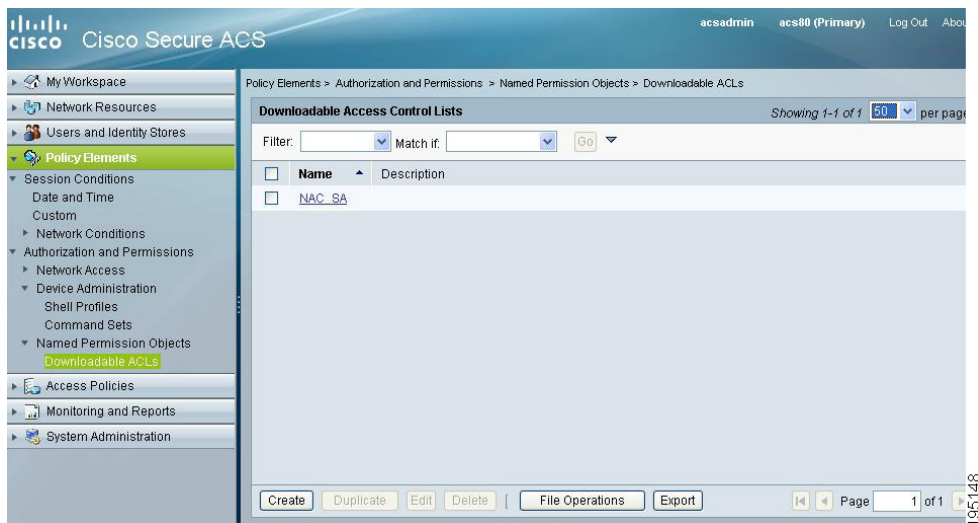 CISCO Cisco Secure ACS
acsadmin acs80 (Primary) Log Out Abou
My Workspace
Network Resources
Users and Identity Stores
Policy Elements
Session Conditions
Date and Time
Custom
Network Conditions
Authorization and Permissions
Network Access
Device Administration
Shell Profiles
Command Sets
Named Permission Objects
Downloadable ACLs
Access Policies
Monitoring and Reports
System Administration
Policy Elements > Authorization and Permissions > Named Permission Objects > Downloadable ACLs
Downloadable Access Control Lists Showing 1-1 of 1 50 per page
Filter: Match if: Go
Name Description
NAC_SA
Create Duplicate Edit Delete | File Operations Export Page 1 of 1
195148